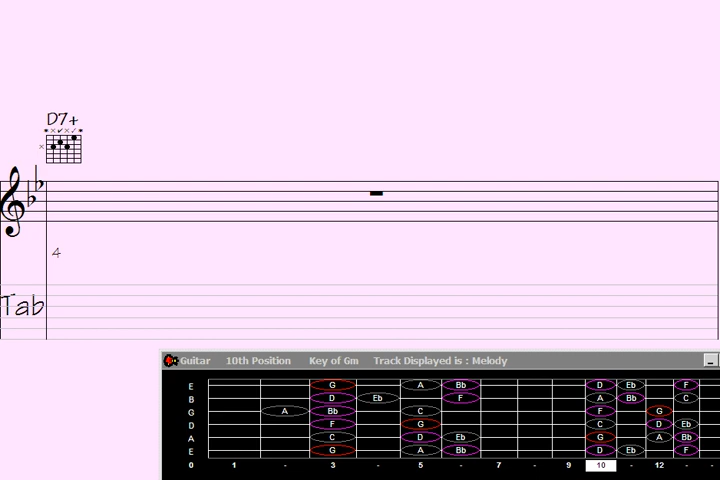 D7+
4
Tab
Guitar 10th Position Key of Gm Track Displayed is : Melody
E G A Bb D Eb F
B D Eb F A Bb C
G A Bb C F G
D F G C D Eb
A C D Eb G A Bb
E G A Bb D Eb F
0 1 - 3 - 5 - 7 - 9 10 - 12 - -